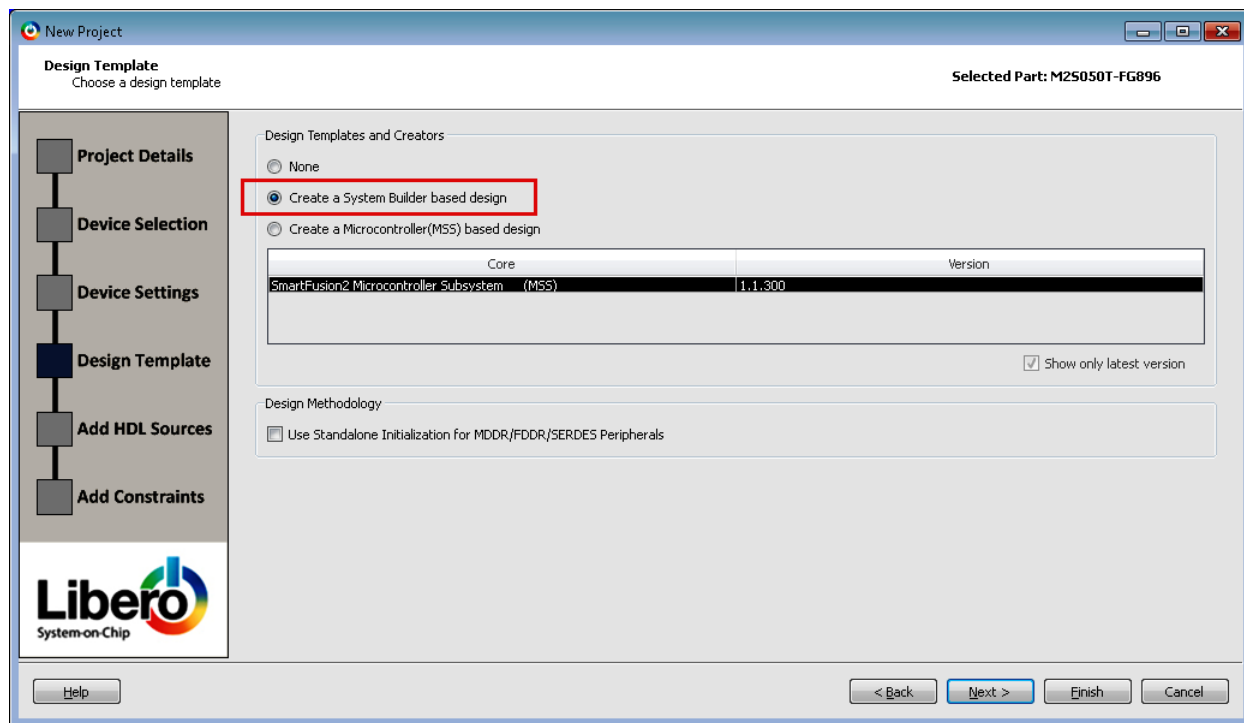 New Project
Design Template
Choose a design template
Selected Part: M2S050T-FG896
Project Details
Device Selection
Device Settings
Design Template
Add HDL Sources
Add Constraints
Libero
System-on-Chip
Design Templates and Creators
None
Create a System Builder based design
Create a Microcontroller(MSS) based design
Core Version
SmartFusion2 Microcontroller Subsystem (MSS) 1.1.300
Show only latest version
Design Methodology
Use Standalone Initialization for MDDR/FDDR/SERDES Peripherals
Help < Back Next > Finish Cancel